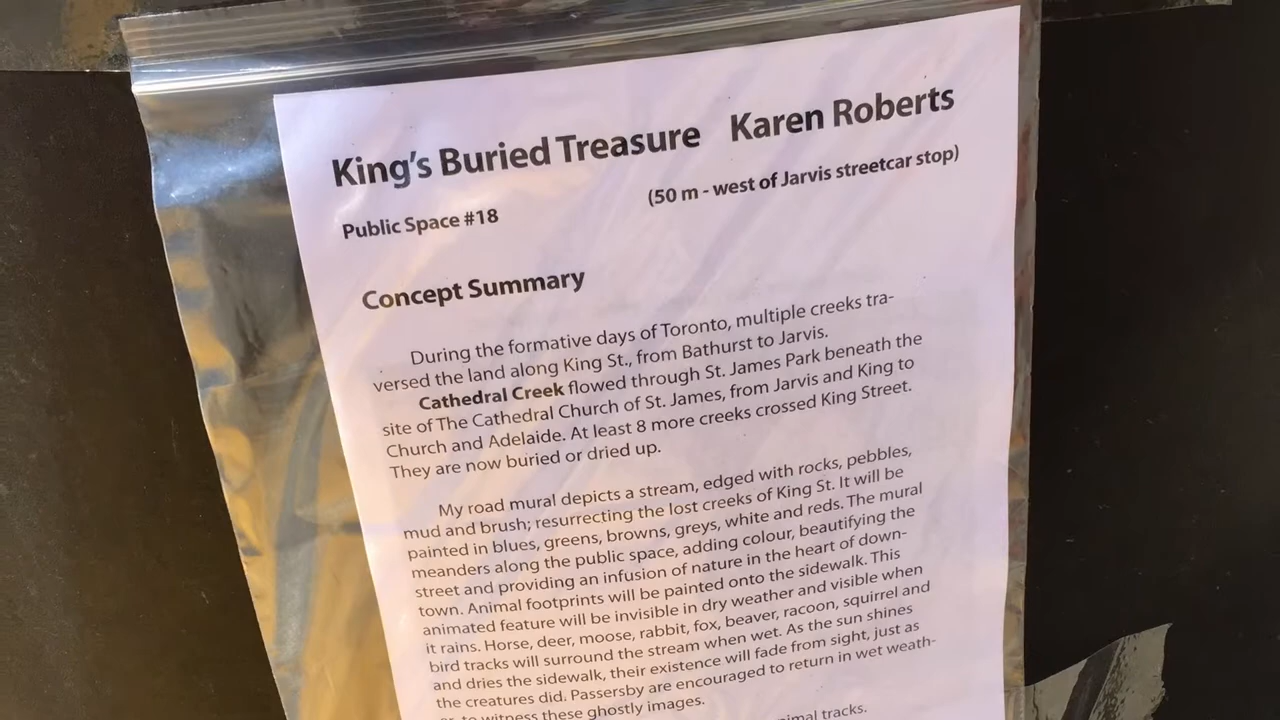 King's Buried Treasure Karen Roberts
(50 m - west of Jarvis streetcar stop)
Public Space #18
Concept Summary
During the formative days of Toronto, multiple creeks tra-
versed the land along King St., from Bathurst to Jarvis.
Cathedral Creek flowed through St. James Park beneath the
site of The Cathedral Church of St. James, from Jarvis and King to
Church and Adelaide. At least 8 more creeks crossed King Street.
They are now buried or dried up.
My road mural depicts a stream, edged with rocks, pebbles,
mud and brush; resurrecting the lost creeks of King St. It will be
painted in blues, greens, browns, greys, white and reds. The mural
meanders along the public space, adding colour, beautifying the
street and providing an infusion of nature in the heart of down-
town. Animal footprints will be painted onto the sidewalk. This
animated feature will be invisible in dry weather and visible when
it rains. Horse, deer, moose, rabbit, fox, beaver, racoon, squirrel and
bird tracks will surround the stream when wet. As the sun shines
and dries the sidewalk, their existence will fade from sight, just as
the creatures did. Passersby are encouraged to return in wet weath-
to witness these ghostly images.
tracks.